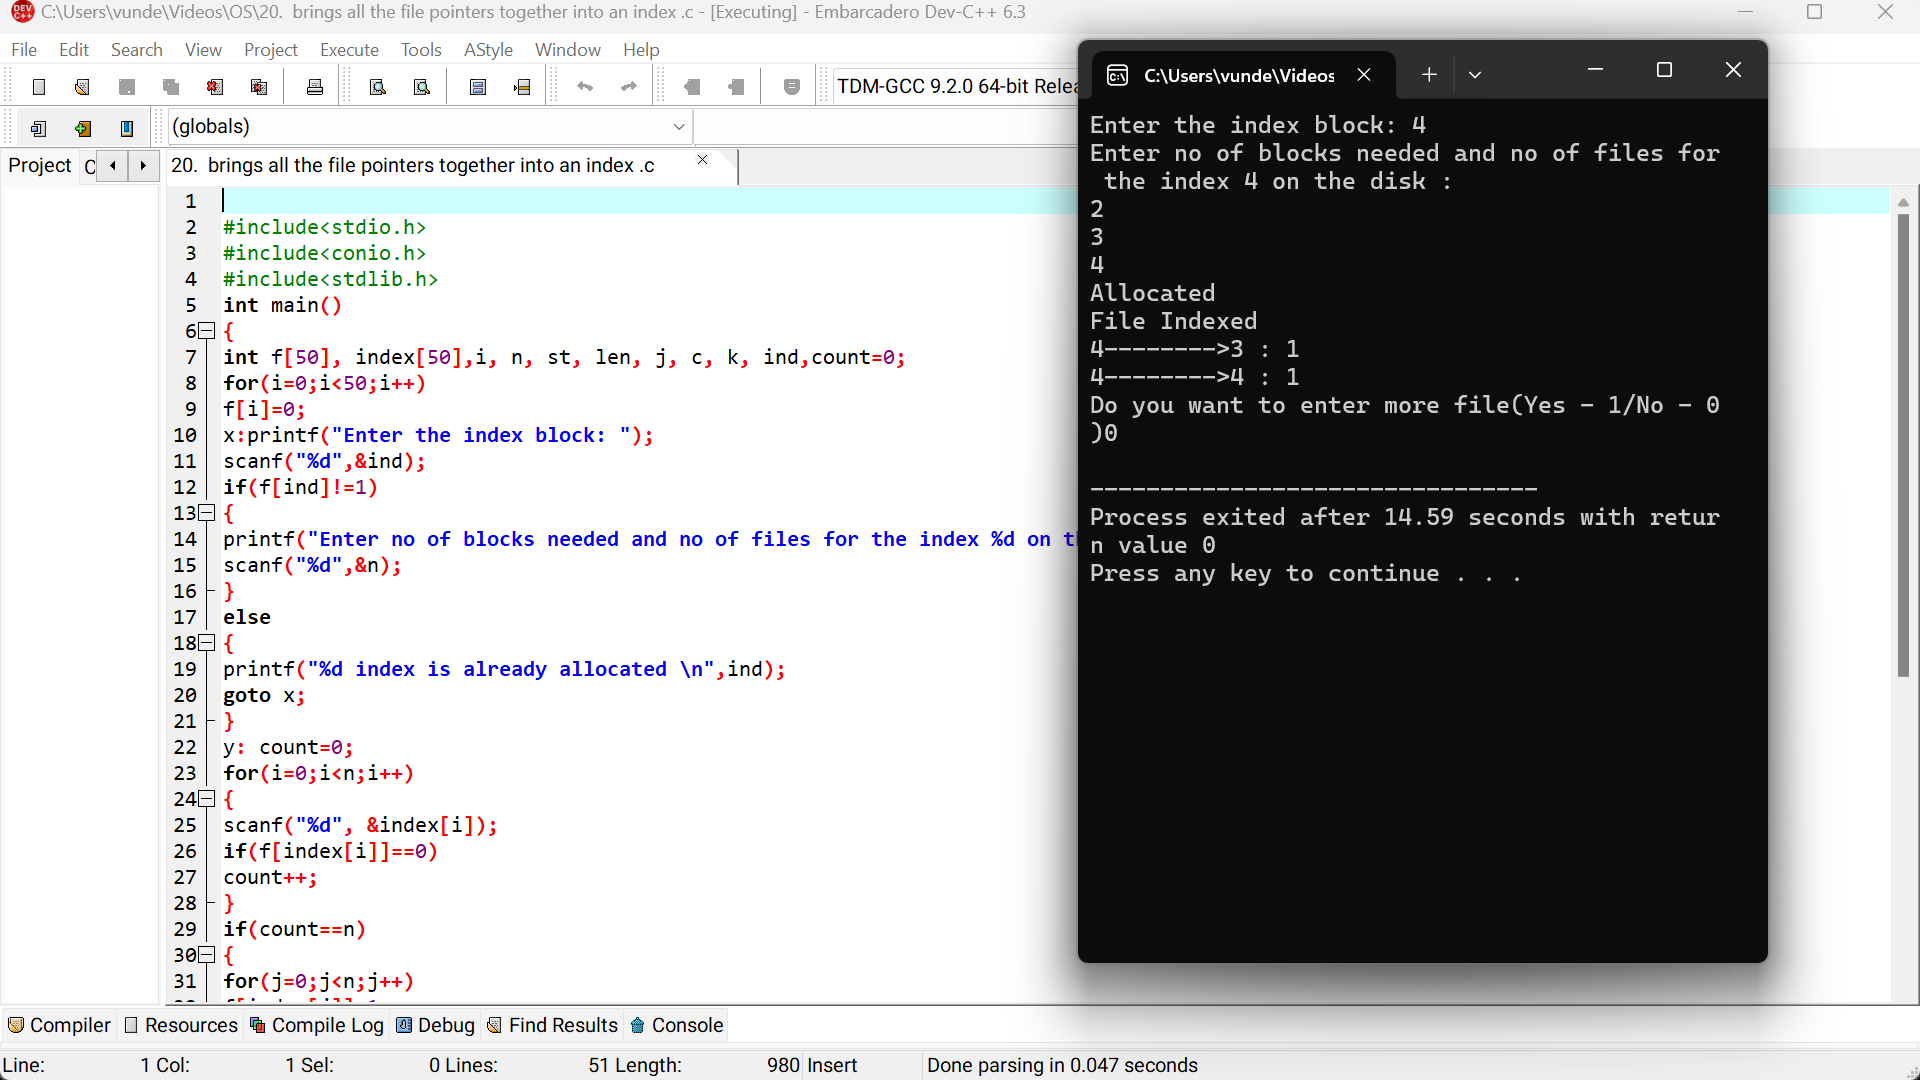 C:\Users\vunde\Videos\OS\20.  brings all the file pointers together into an index .c - [Executing] - Embarcadero Dev-C++ 6.3
File Edit Search View Project Execute Tools AStyle Window Help
TDM-GCC 9.2.0 64-bit Relea
(globals)
Project
20.  brings all the file pointers together into an index .c
1
2 #include<stdio.h>
3 #include<conio.h>
4 #include<stdlib.h>
5 int main()
6 {
7 int f[50], index[50],i, n, st, len, j, c, k, ind,count=0;
8 for(i=0;i<50;i++)
9 f[i]=0;
10 x:printf("Enter the index block: ");
11 scanf("%d",&ind);
12 if(f[ind]!=1)
13 {
14 printf("Enter no of blocks needed and no of files for the index %d on t
15 scanf("%d",&n);
16 }
17 else
18 {
19 printf("%d index is already allocated \n",ind);
20 goto x;
21 }
22 y: count=0;
23 for(i=0;i<n;i++)
24 {
25 scanf("%d", &index[i]);
26 if(f[index[i]]==0)
27 count++;
28 }
29 if(count==n)
30 {
31 for(j=0;j<n;j++)
C:\Users\vunde\Videos
Enter the index block: 4
Enter no of blocks needed and no of files for
 the index 4 on the disk :
2
3
4
Allocated
File Indexed
4-------->3 : 1
4-------->4 : 1
Do you want to enter more file(Yes - 1/No - 0
)0
--------------------------------
Process exited after 14.59 seconds with retur
n value 0
Press any key to continue . . .
Compiler Resources Compile Log Debug Find Results Console
Line: 1 Col: 1 Sel: 0 Lines: 51 Length: 980 Insert Done parsing in 0.047 seconds